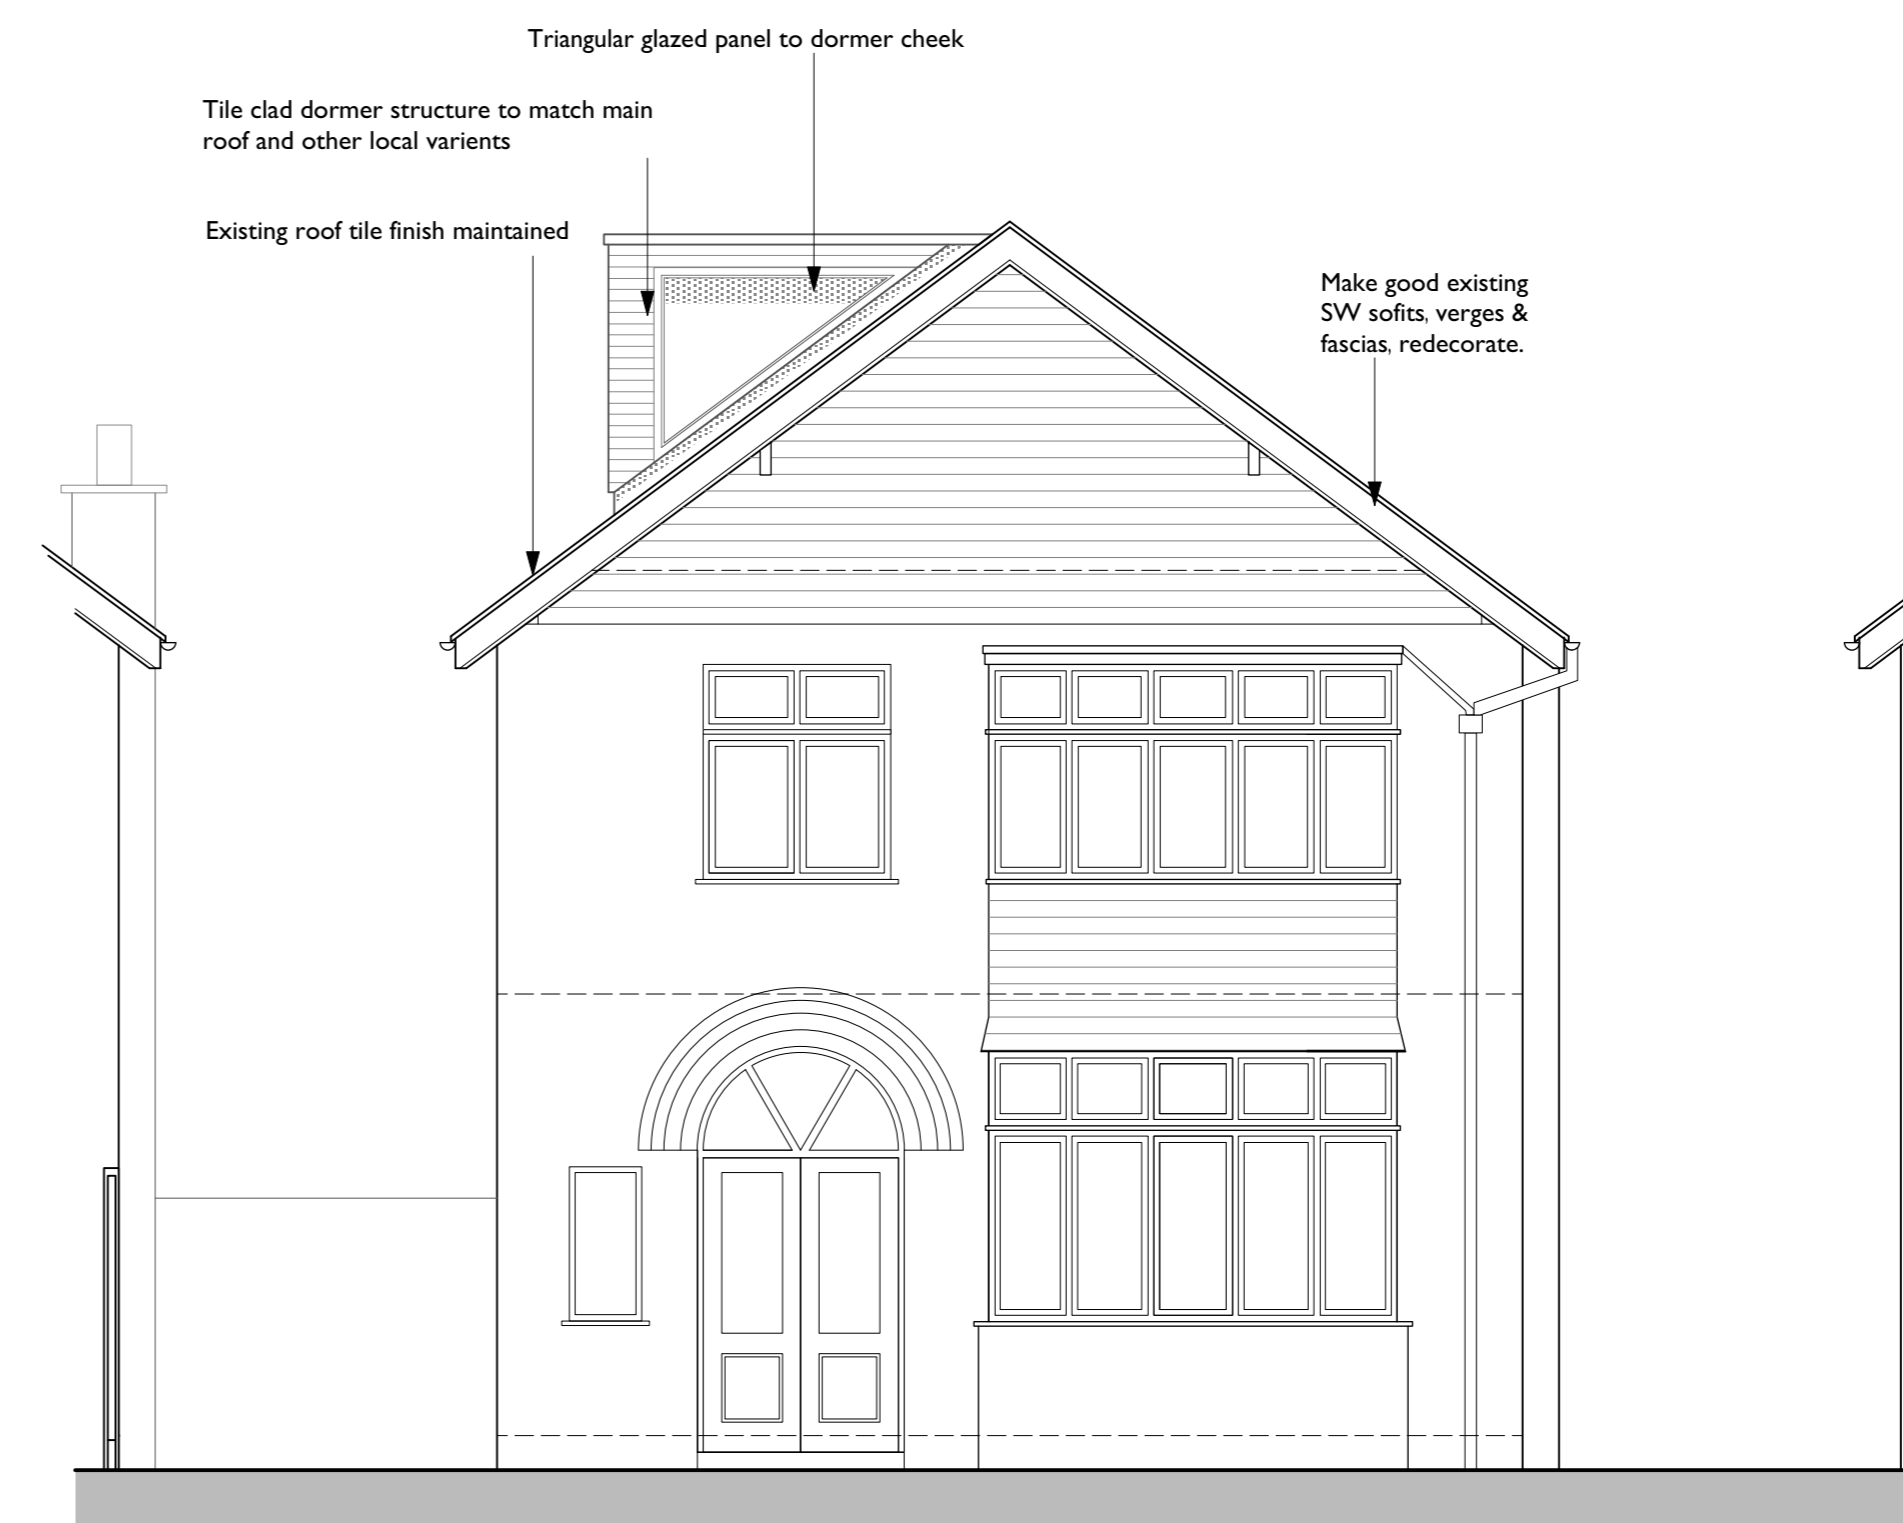 Triangular glazed panel to dormer cheek
Tile clad dormer structure to match main
roof and other local varients
Existing roof tile finish maintained
Make good existing
SW sofits, verges &
fascias, redecorate.